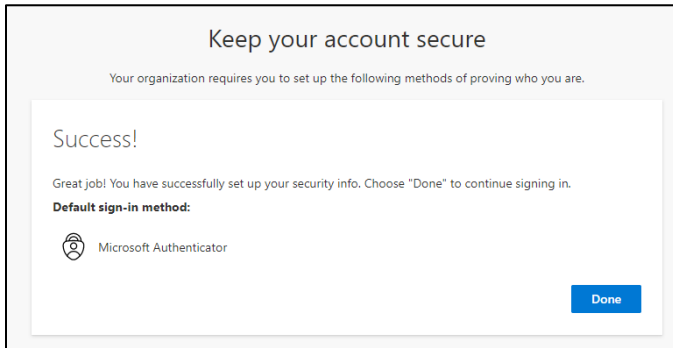 Keep your account secure
Your organization requires you to set up the following methods of proving who you are.
Success!
Great job! You have successfully set up your security info. Choose "Done" to continue signing in.
Default sign-in method:
Microsoft Authenticator
Done